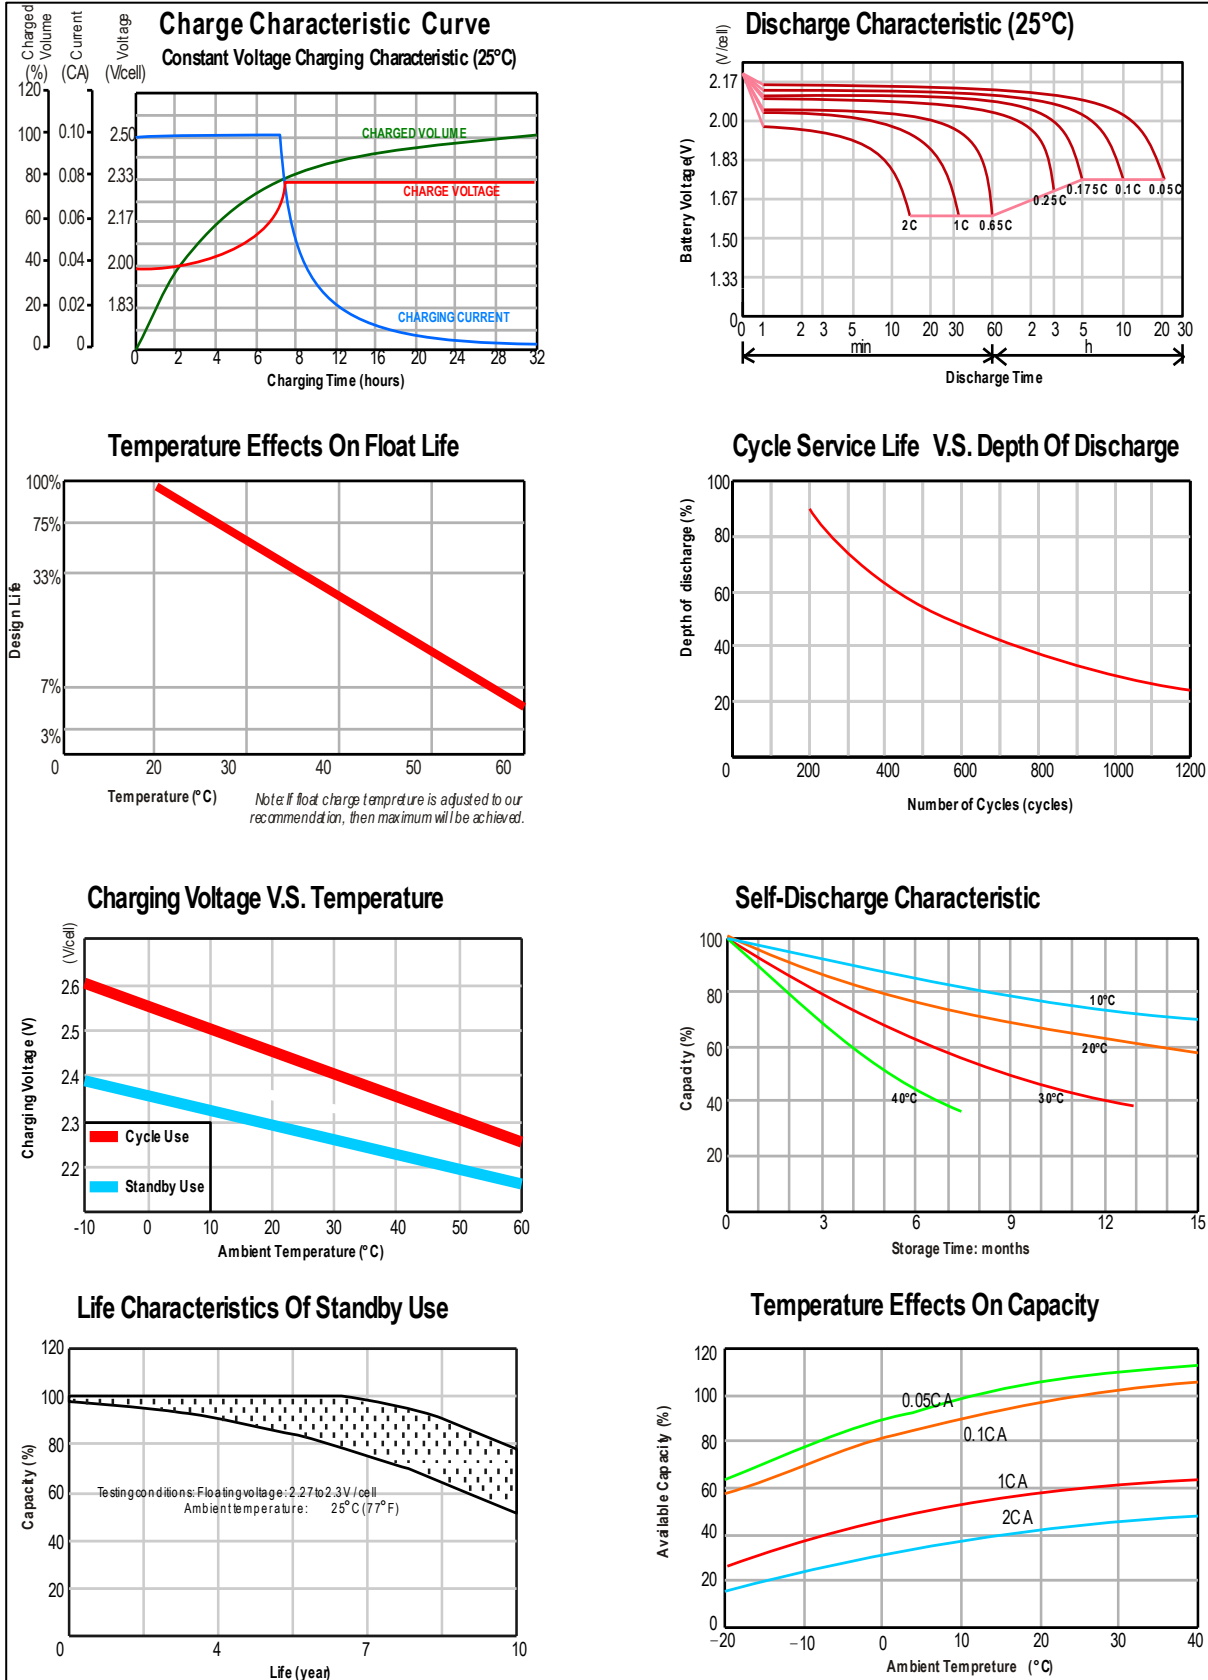 Charge Characteristic Curve
Constant Voltage Charging Characteristic (25°C)
Charged Volume (%)
Current (CA)
Voltage (V/cell)
120
100 0.10 2.50
80 0.08 2.33
60 0.06 2.17
40 0.04 2.00
20 0.02 1.83
0 0
CHARGED VOLUME
CHARGE VOLTAGE
CHARGING CURRENT
0 2 4 6 8 12 16 20 24 28 32
Charging Time (hours)
Discharge Characteristic (25°C)
(V/cell)
Battery Voltage(V)
2.17
2.00
1.83
1.67
1.50
1.33
0
2C 1C 0.65C 0.25C 0.175C 0.1C 0.05C
0 1 2 3 5 10 20 30 60 2 3 5 10 20 30
min h
Discharge Time
Temperature Effects On Float Life
Design Life
100%
75%
33%
7%
3%
0 20 30 40 50 60
Temperature (°C)
Note:If float charge tempreture is adjusted to our
recommendation, then maximum will be achieved.
Cycle Service Life V.S. Depth Of Discharge
Depth of discharge (%)
100
80
60
40
20
0 200 400 600 800 1000 1200
Number of Cycles (cycles)
Charging Voltage V.S. Temperature
(V/cell)
Charging Voltage (V)
26
25
24
23
22
Cycle Use
Standby Use
-10 0 10 20 30 40 50 60
Ambient Temperature (°C)
Self-Discharge Characteristic
Capacity (%)
100
80
60
40
20
10°C
20°C
30°C
40°C
0 3 6 9 12 15
Storage Time: months
Life Characteristics Of Standby Use
Capacity (%)
120
100
80
60
40
20
Testing conditions: Floating voltage: 2.27 to 2.3V /cell
Ambient temperature: 25°C (77°F)
0 4 7 10
Life (year)
Temperature Effects On Capacity
Available Capacity (%)
120
100
80
60
40
20
0
0.05CA
0.1CA
1CA
2CA
-20 -10 0 10 20 30 40
Ambient Tempreture (°C)